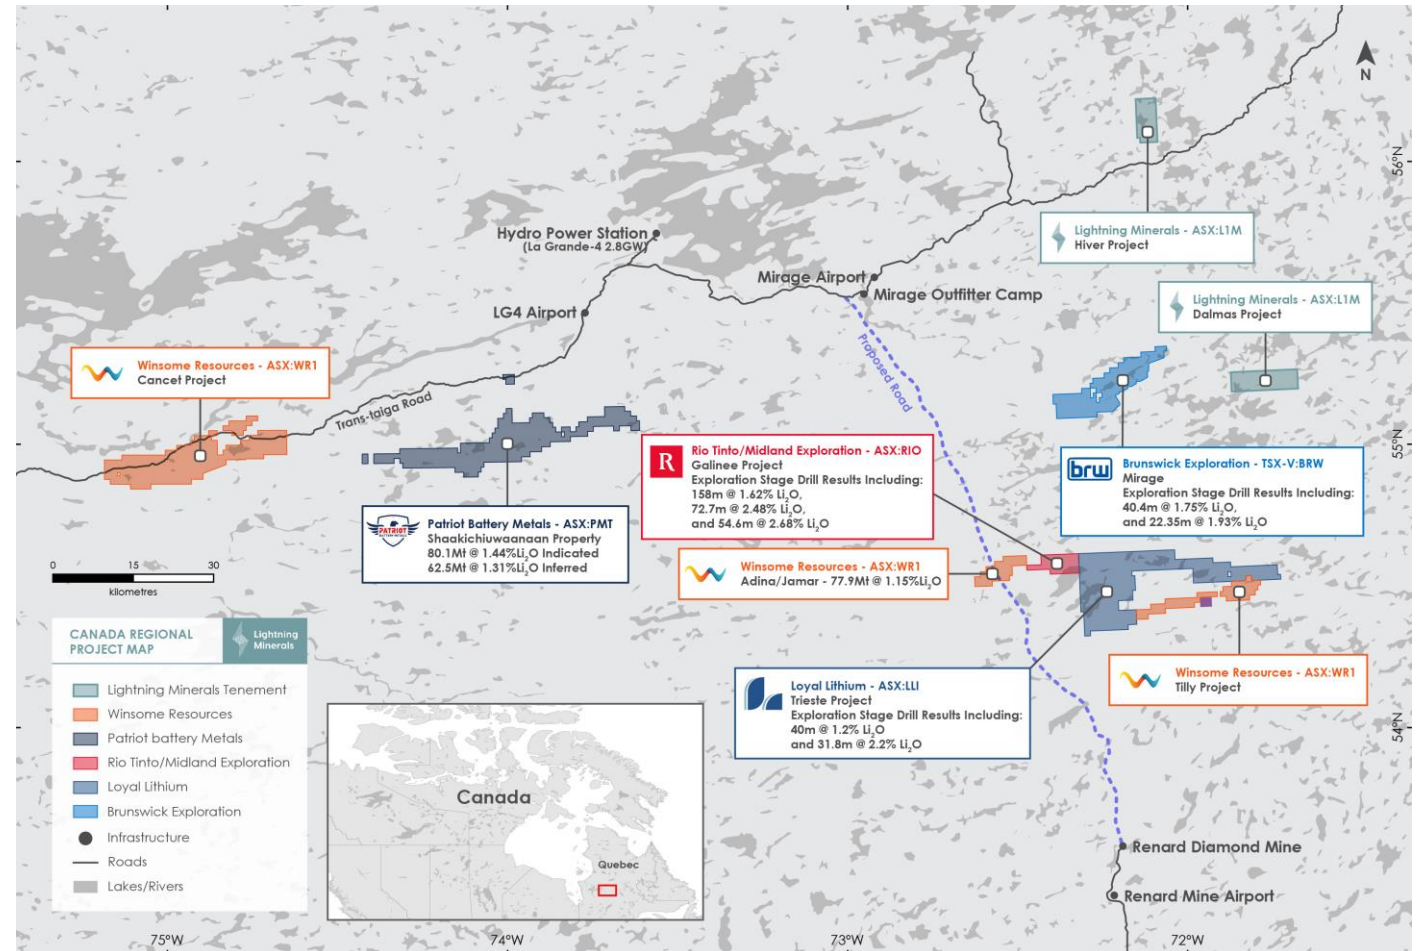 N
56°N
Lightning Minerals - ASX:L1M
Hiver Project
Hydro Power Station
(La Grande-4 2.8GW)
Mirage Airport
Mirage Outfitter Camp
LG4 Airport
Lightning Minerals - ASX:L1M
Dalmas Project
Proposed Road
Winsome Resources - ASX:WR1
Cancet Project
Trans-taiga Road
55°N
R
Rio Tinto/Midland Exploration - ASX:RIO
Galinee Project
Exploration Stage Drill Results Including:
158m @ 1.62% Li₂O,
72.7m @ 2.48% Li₂O,
and 54.6m @ 2.68% Li₂O
brw
Brunswick Exploration - TSX-V:BRW
Mirage
Exploration Stage Drill Results Including:
40.4m @ 1.75% Li₂O,
and 22.35m @ 1.93% Li₂O
PATRIOT
BATTERY METALS
Patriot Battery Metals - ASX:PMT
Shaakichiuwaanaan Property
80.1Mt @ 1.44%Li₂O Indicated
62.5Mt @ 1.31%Li₂O Inferred
Winsome Resources - ASX:WR1
Adina/Jamar - 77.9Mt @ 1.15%Li₂O
0 15 30
kilometres
CANADA REGIONAL
PROJECT MAP
Lightning
Minerals
Lightning Minerals Tenement
Winsome Resources
Patriot battery Metals
Rio Tinto/Midland Exploration
Loyal Lithium
Brunswick Exploration
Infrastructure
Roads
Lakes/Rivers
Loyal Lithium - ASX:LLI
Trieste Project
Exploration Stage Drill Results Including:
40m @ 1.2% Li₂O
and 31.8m @ 2.2% Li₂O
Winsome Resources - ASX:WR1
Tilly Project
54°N
Canada
Quebec
Renard Diamond Mine
Renard Mine Airport
75°W
74°W
73°W
72°W